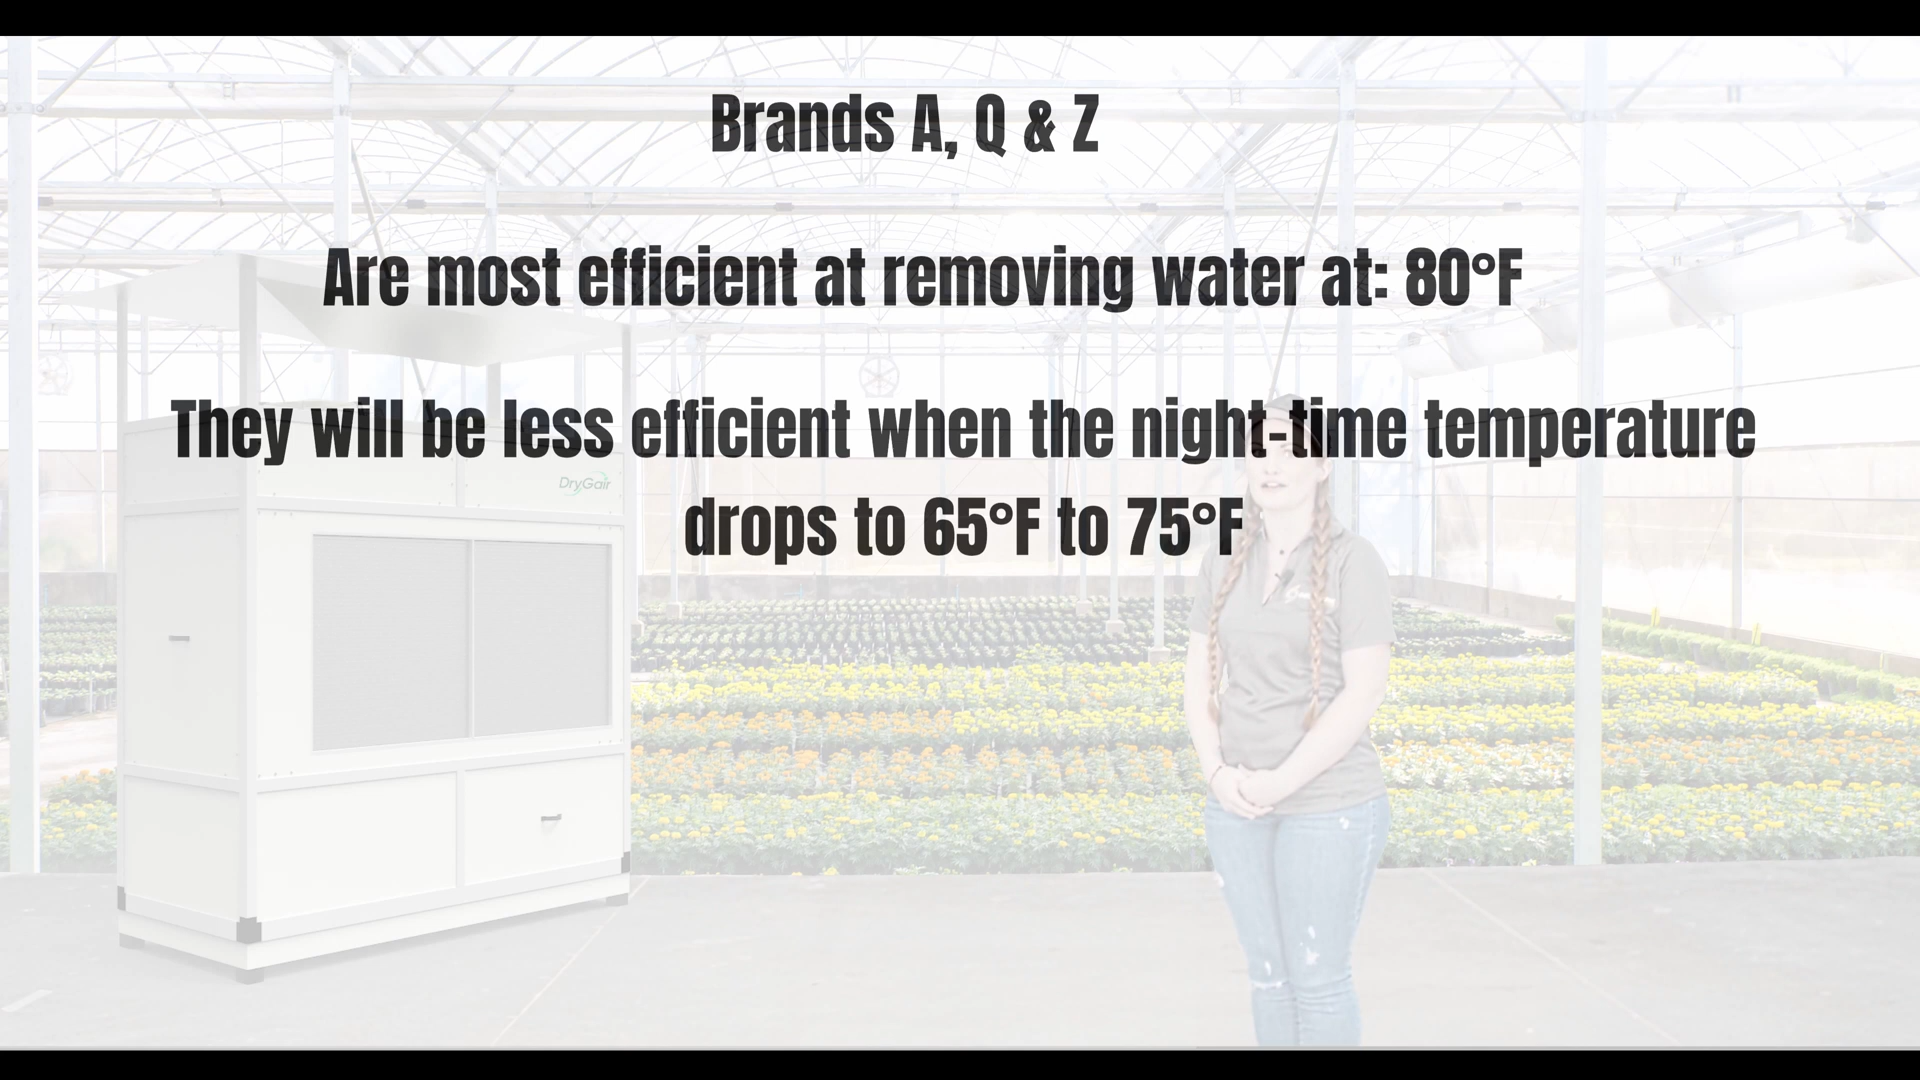 Brands A, Q & Z
Are most efficient at removing water at: 80°F
They will be less efficient when the night-time temperature
drops to 65°F to 75°F
DryGair